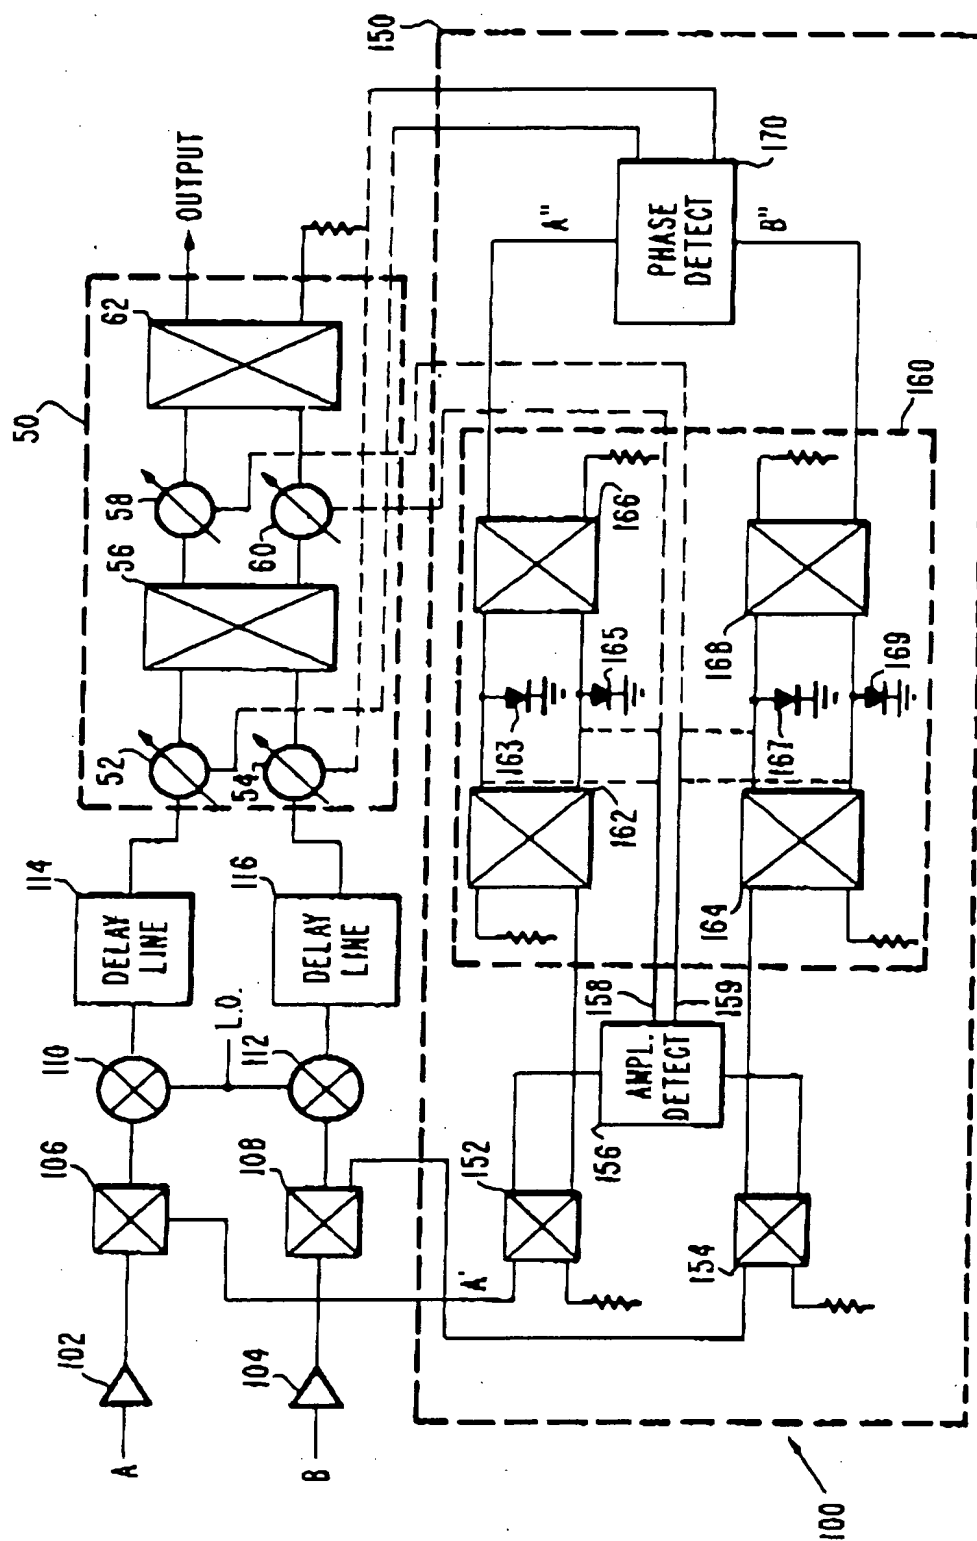 50
52
54
56
58
60
62
OUTPUT
114
DELAY
LINE
116
DELAY
LINE
110
112
L.O.
106
108
102
104
A
B
150
A'
152
154
156
AMPL.
DETECT
158
159
160
162
163
164
165
166
167
168
169
A"
B"
PHASE
DETECT
170
100